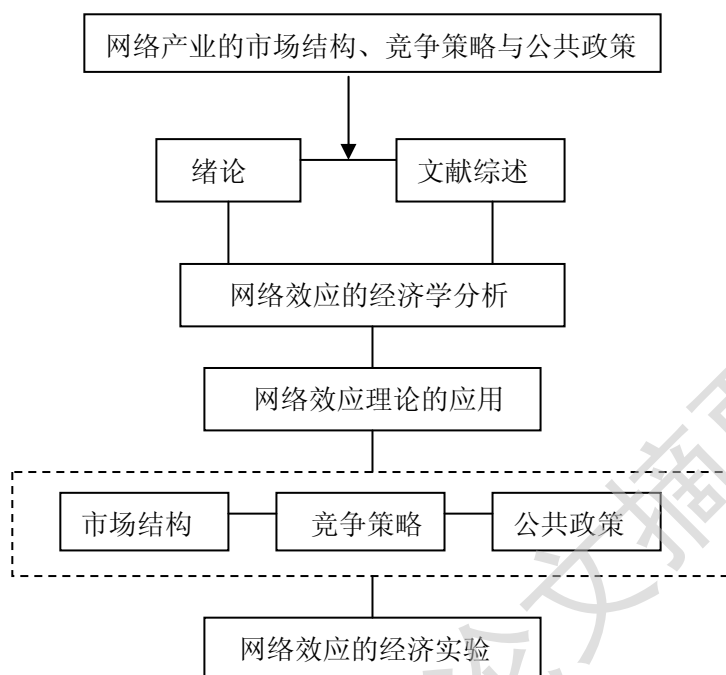 网络产业的市场结构、竞争策略与公共政策
绪论
文献综述
网络效应的经济学分析
网络效应理论的应用
市场结构
竞争策略
公共政策
网络效应的经济实验
论文摘